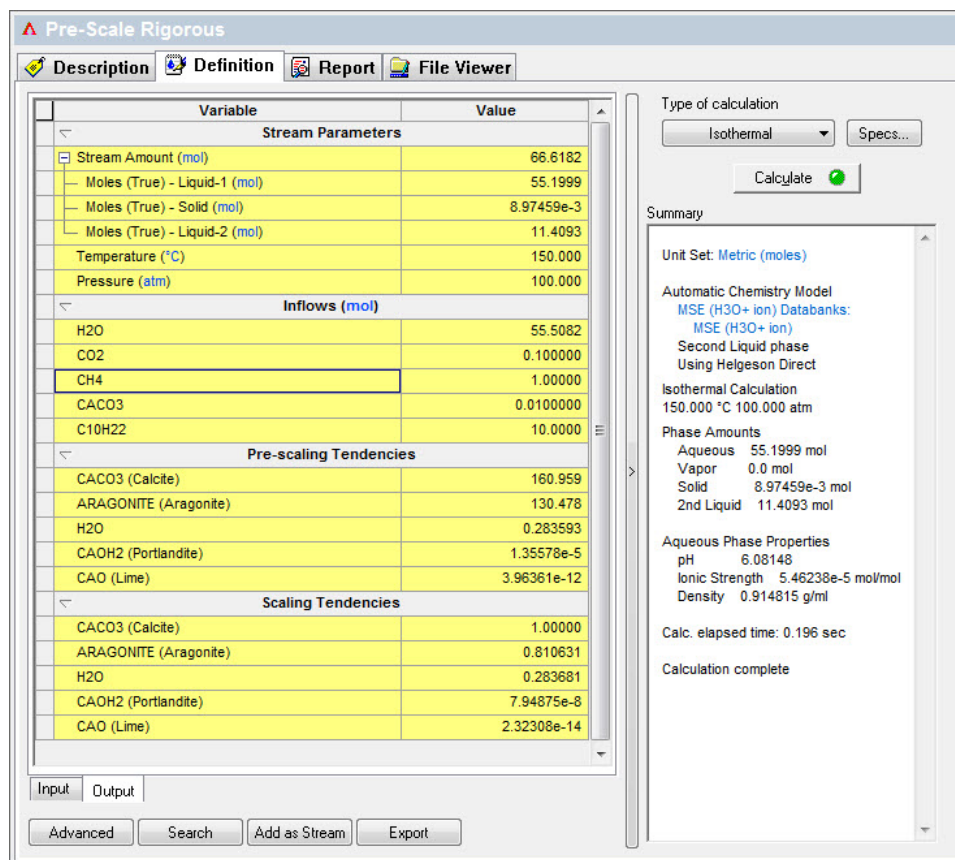 Pre-Scale Rigorous
Description Definition Report File Viewer
Variable Value
Stream Parameters
Stream Amount (mol) 66.6182
Moles (True) - Liquid-1 (mol) 55.1999
Moles (True) - Solid (mol) 8.97459e-3
Moles (True) - Liquid-2 (mol) 11.4093
Temperature (°C) 150.000
Pressure (atm) 100.000
Inflows (mol)
H2O 55.5082
CO2 0.100000
CH4 1.00000
CACO3 0.0100000
C10H22 10.0000
Pre-scaling Tendencies
CACO3 (Calcite) 160.959
ARAGONITE (Aragonite) 130.478
H2O 0.283593
CAOH2 (Portlandite) 1.35578e-5
CAO (Lime) 3.96361e-12
Scaling Tendencies
CACO3 (Calcite) 1.00000
ARAGONITE (Aragonite) 0.810631
H2O 0.283681
CAOH2 (Portlandite) 7.94875e-8
CAO (Lime) 2.32308e-14
Input Output
Advanced Search Add as Stream Export
Type of calculation
Isothermal Specs...
Calculate
Summary
Unit Set: Metric (moles)
Automatic Chemistry Model
MSE (H3O+ ion) Databanks:
MSE (H3O+ ion)
Second Liquid phase
Using Helgeson Direct
Isothermal Calculation
150.000 °C 100.000 atm
Phase Amounts
Aqueous 55.1999 mol
Vapor 0.0 mol
Solid 8.97459e-3 mol
2nd Liquid 11.4093 mol
Aqueous Phase Properties
pH 6.08148
Ionic Strength 5.46238e-5 mol/mol
Density 0.914815 g/ml
Calc. elapsed time: 0.196 sec
Calculation complete